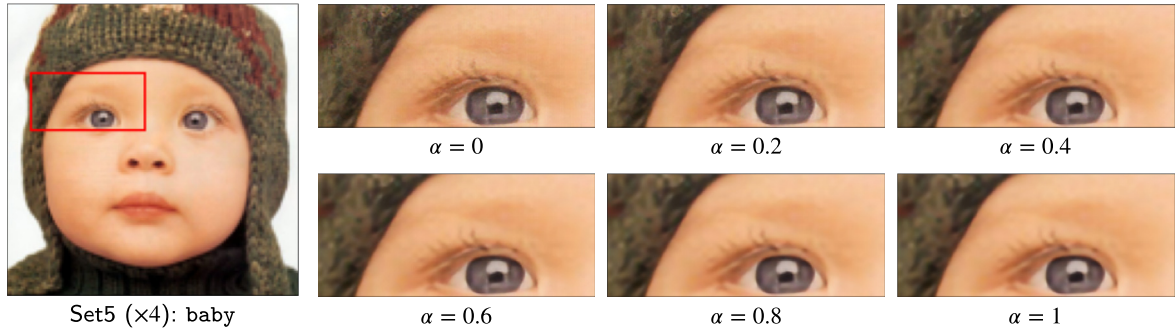 α = 0
α = 0.2
α = 0.4
Set5 (×4): baby
α = 0.6
α = 0.8
α = 1